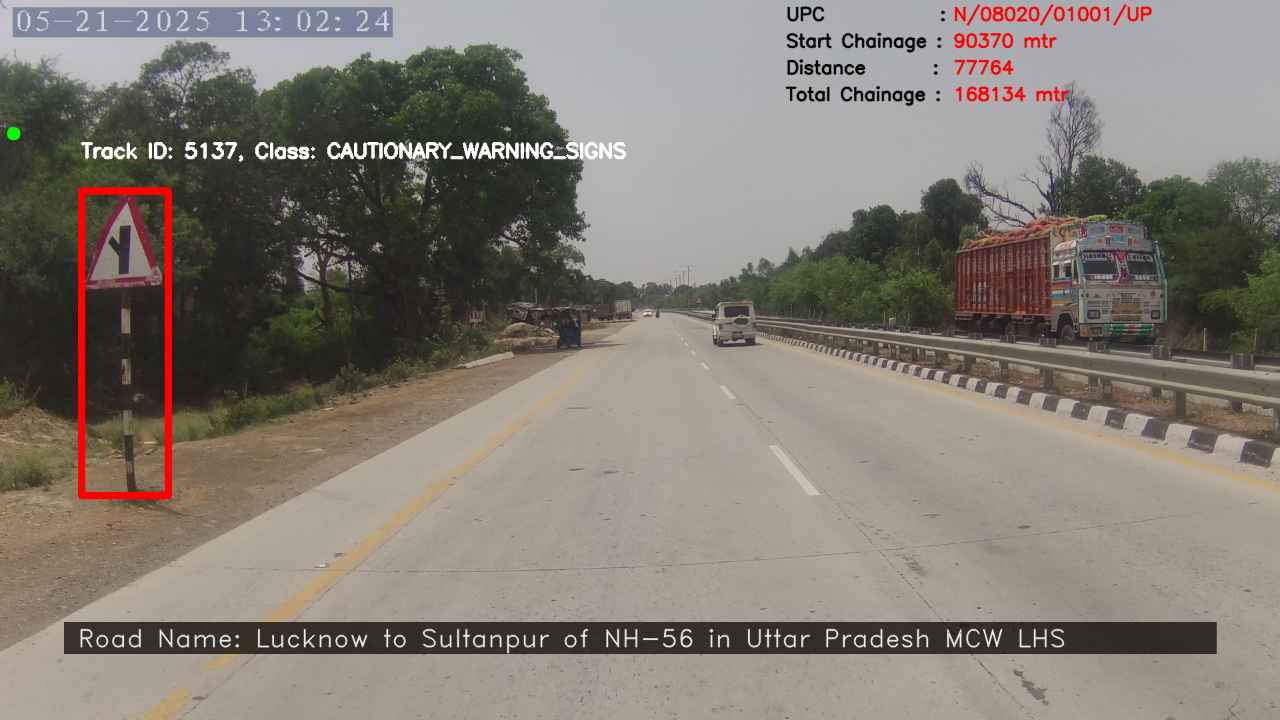 05-21-2025 13:02:24
UPC : N/08020/01001/UP
Start Chainage : 90370 mtr
Distance : 77764
Total Chainage : 168134 mtr
Track ID: 5137, Class: CAUTIONARY_WARNING_SIGNS
Road Name: Lucknow to Sultanpur of NH-56 in Uttar Pradesh MCW LHS